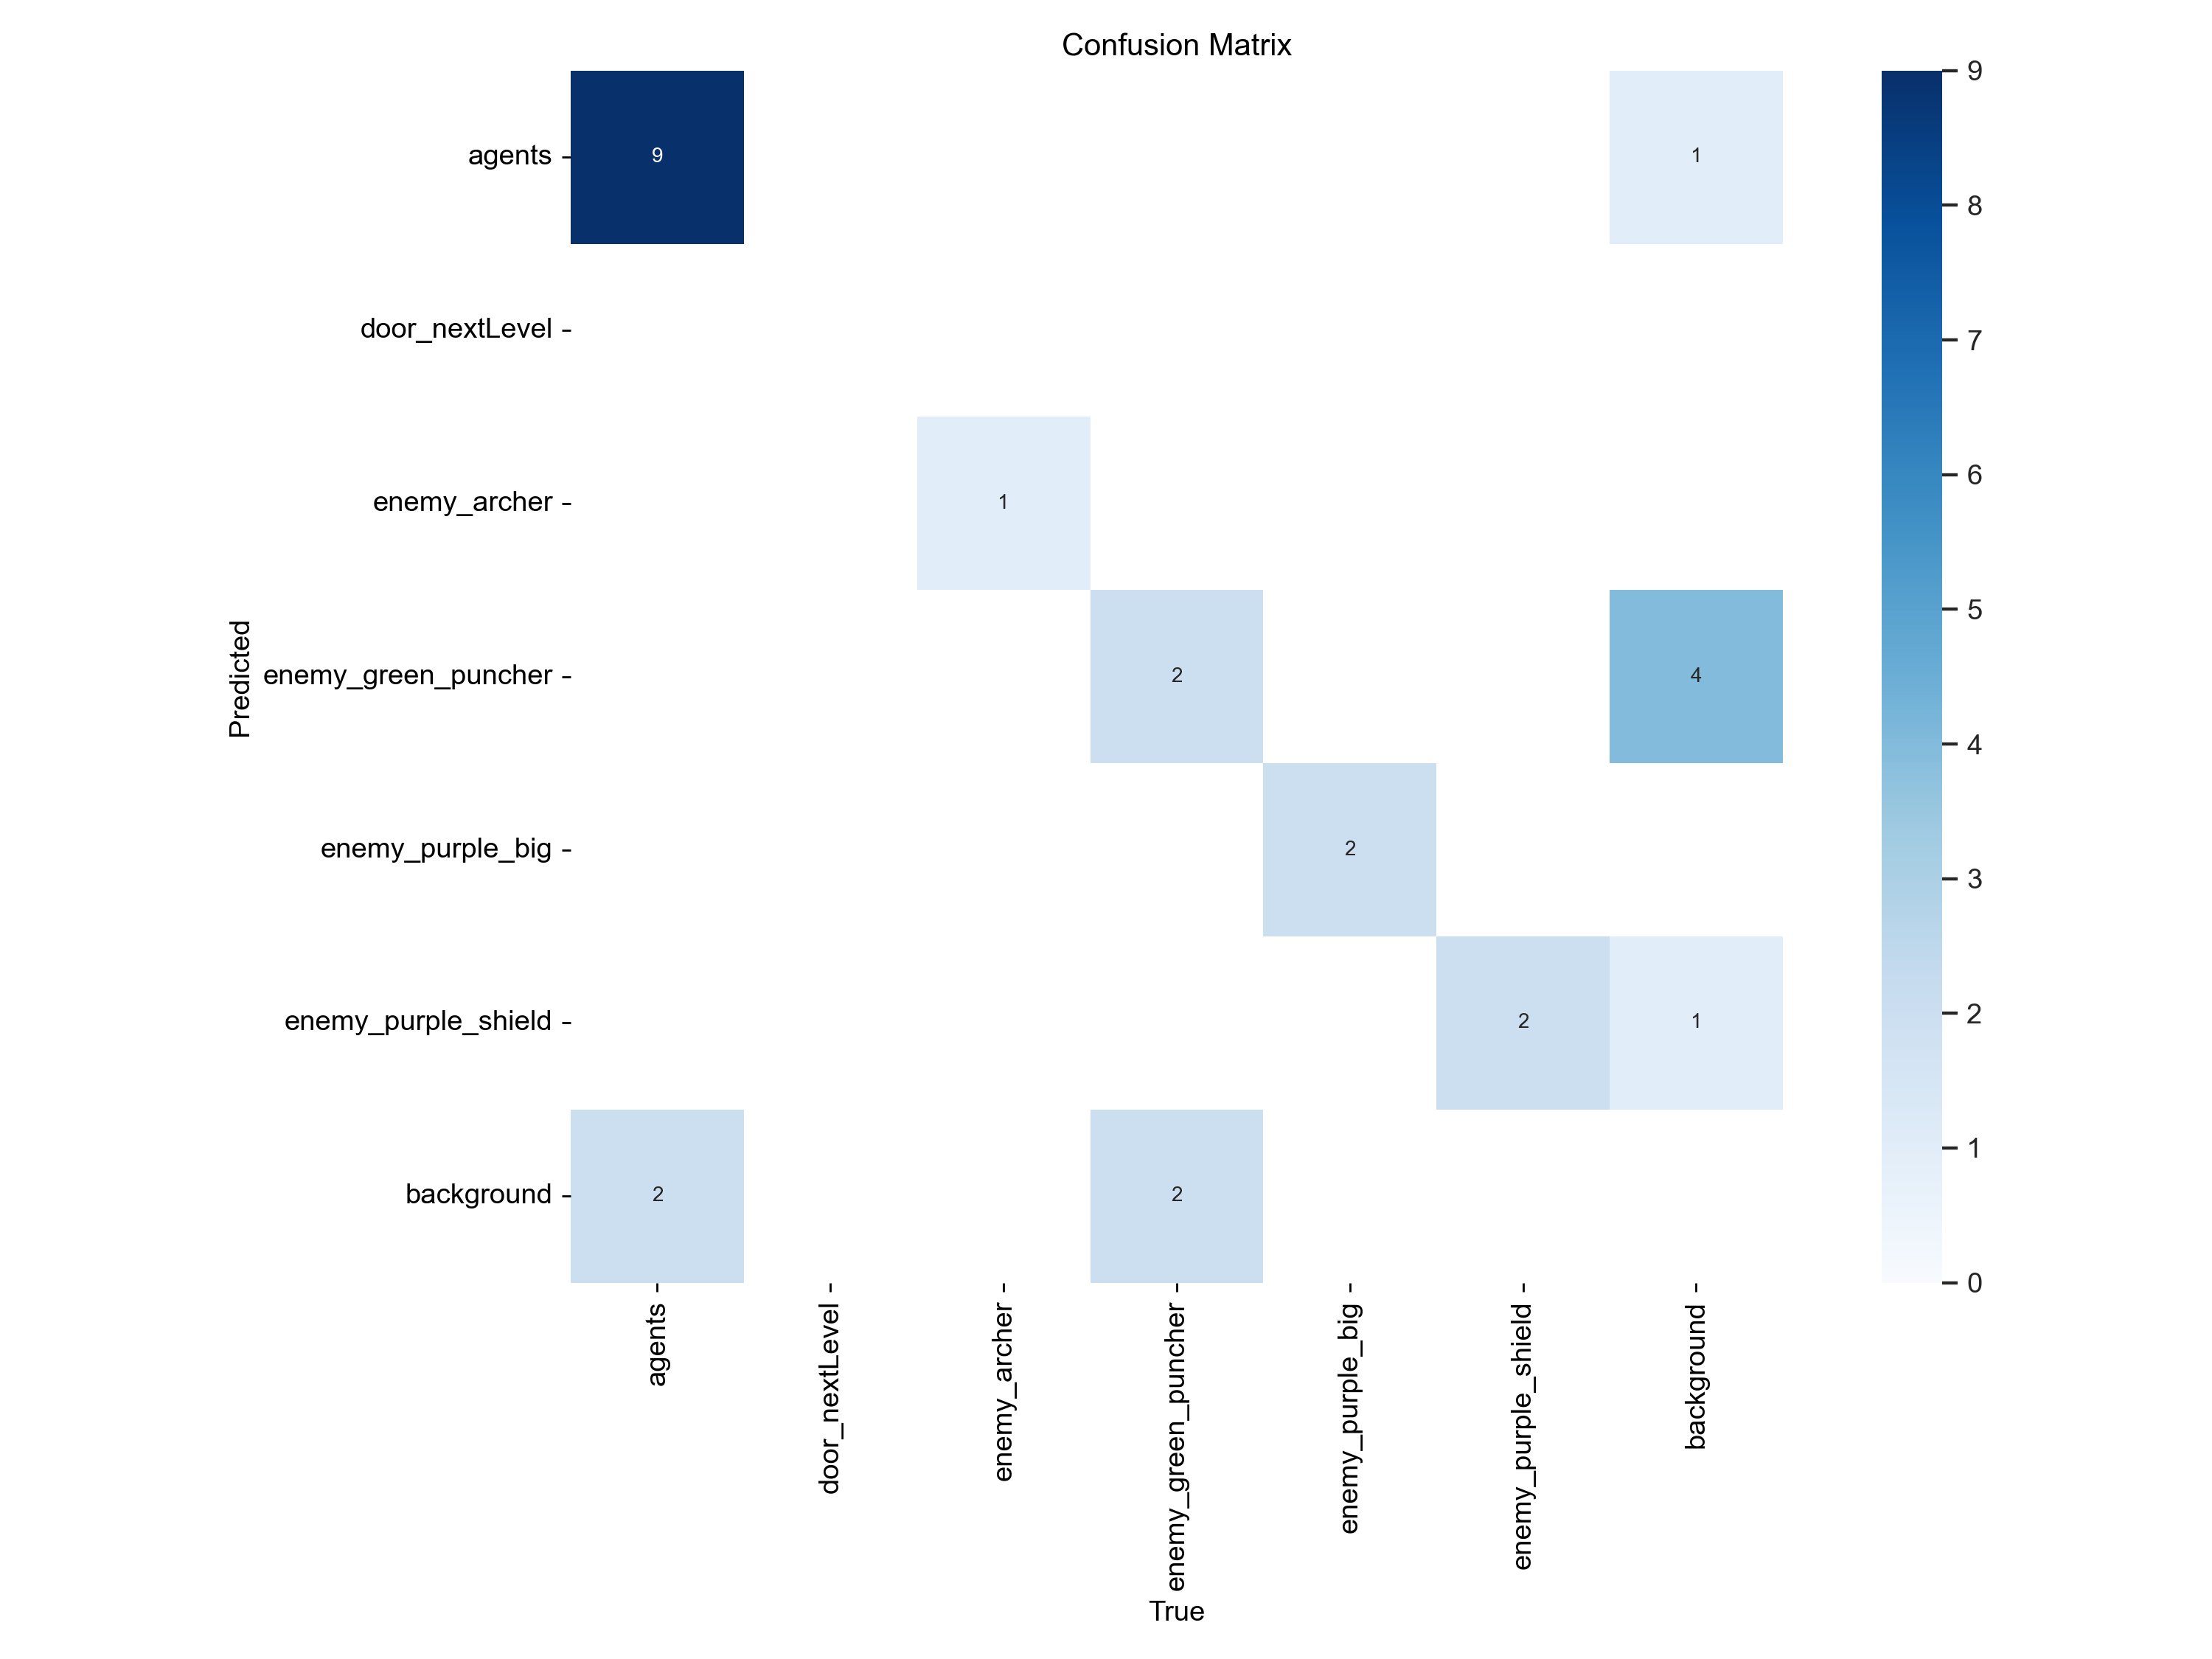 Confusion Matrix
agents
door_nextLevel
enemy_archer
enemy_green_puncher
enemy_purple_big
enemy_purple_shield
background
Predicted
9
1
1
2
4
2
2
1
2
2
agents
door_nextLevel
enemy_archer
enemy_green_puncher
enemy_purple_big
enemy_purple_shield
background
True
9
8
7
6
5
4
3
2
1
0